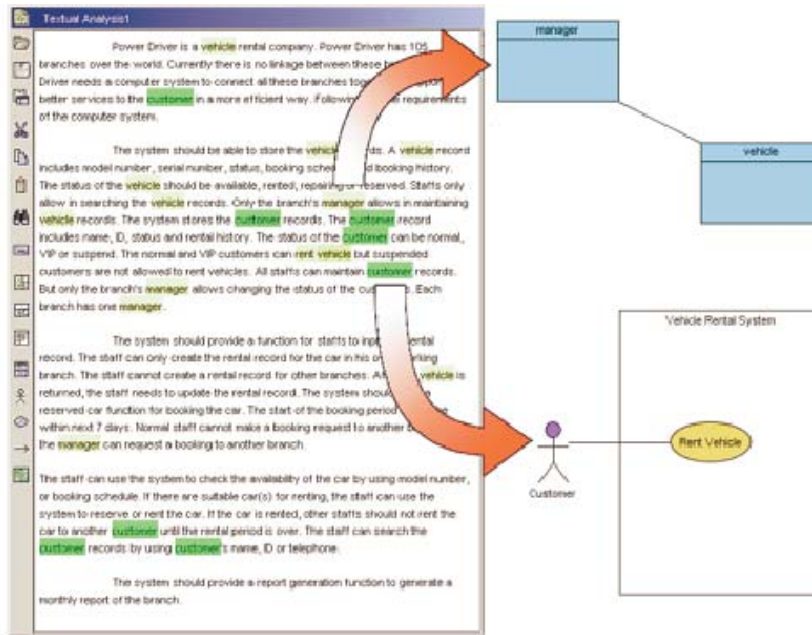 Textual Analysis1
Power Driver is a vehicle rental company. Power Driver has 105
branches over the world. Currently there is no linkage between these
Driver needs a computer system to connect all these branches
better services to the customer in a more efficient way. requirements
of the computer system.
The system should be able to store the A vehicle record
includes model number, serial number, status, booking booking history.
The status of the vehicle should be available, rented, repairing reserved. Staffs only
allow in searching the vehicle records. Only the branch's manager allows in maintaining
vehicle records. The system stores the customer records. The customer record
includes name, ID, status and rental history. The status of the customer can be normal,
VIP or suspend. The normal and VIP customers can rent vehicle but suspended
customers are not allowed to rent vehicles. All staffs can maintain customer records.
But only the branch's manager allows changing the status of the Each
branch has one manager.
The system should provide a function for staffs to rental
record. The staff can only create the rental record for the car in his
branch. The staff cannot create a rental record for other branches. vehicle is
returned, the staff needs to update the rental record. The system
reserved car function for booking the car. The start of the booking period
within next 7 days. Normal staff cannot make a booking request to another
the manager can request a booking to another branch.
The staff can use the system to check the availability of the car by using model number,
or booking schedule. If there are suitable car(s) for renting, the staff can use the
system to reserve or rent the car. If the car is rented, other staffs should not rent the
car to another customer until the rental period is over. The staff can search the
customer records by using customer's name, ID or telephone.
The system should provide a report generation function to generate a
monthly report of the branch.
manager
vehicle
Vehicle Rental System
Rent Vehicle
Customer